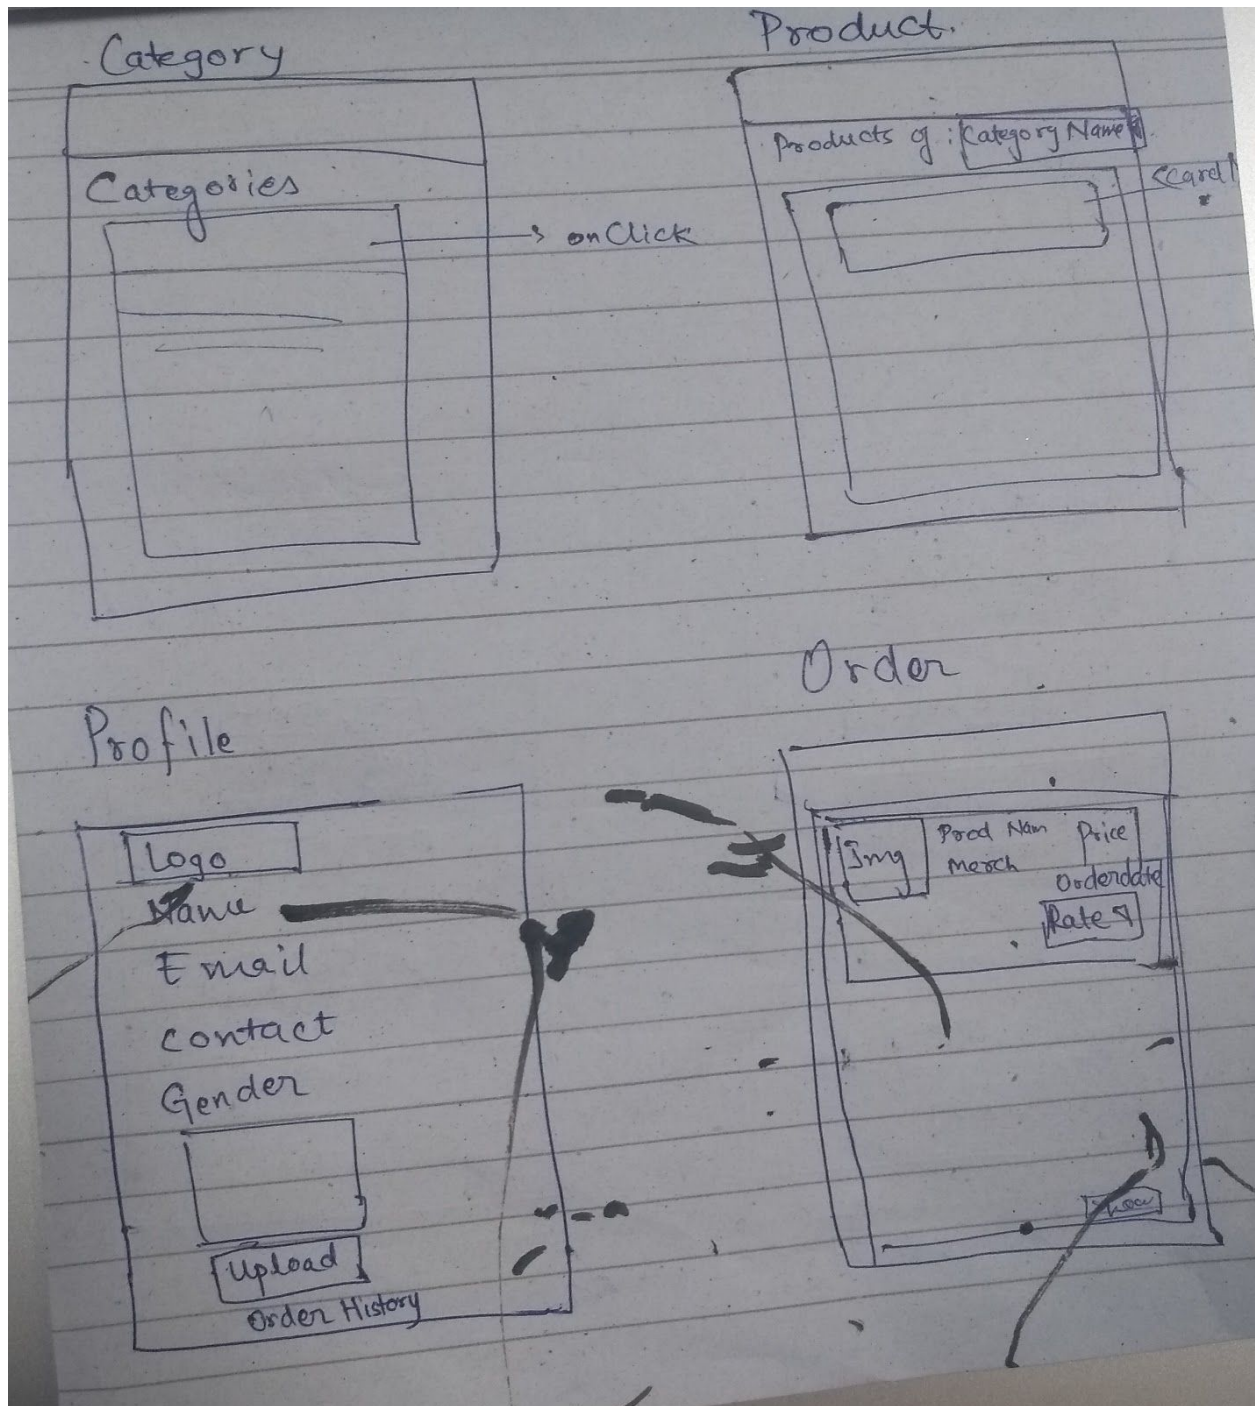 Category
Categories
onClick
Product.
Products of : Category Name
<Card
Profile
Logo
Name
Email
Contact
Gender
Upload
Order History
Order
Img
Prod Nam
Merch
Price
Orderdate
Rate